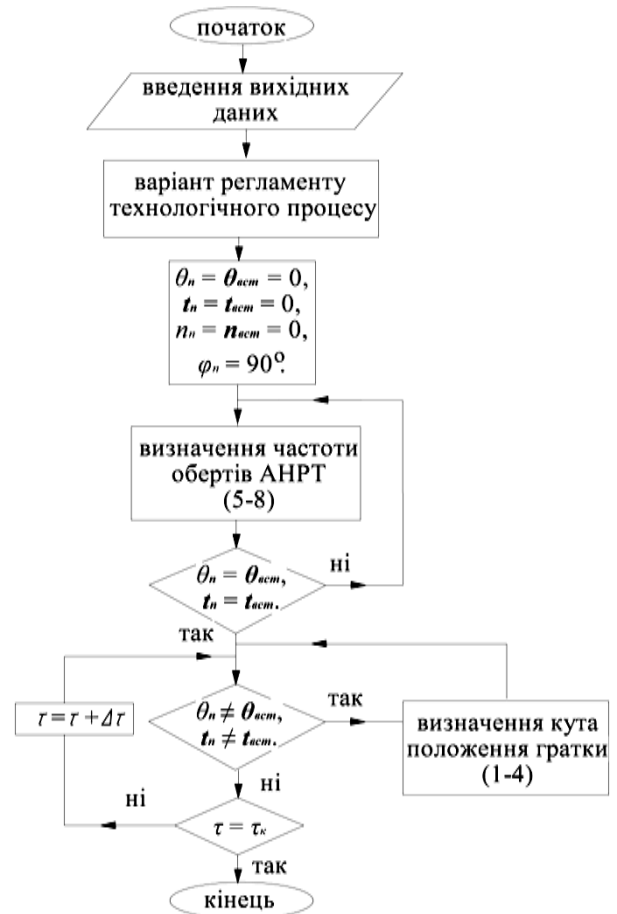 початок
введення вихідних
даних
варіант регламенту
технологічного процесу
θп = θвст = 0,
tп = tвст = 0,
nп = nвст = 0,
φп = 90°.
визначення частоти
обертів АНРТ
(5-8)
ні
θп = θвст,
tп = tвст.
так
τ = τ + Δτ
θп ≠ θвст,
tп ≠ tвст.
так
визначення кута
положення гратки
(1-4)
ні
ні
τ = τк
так
кінець